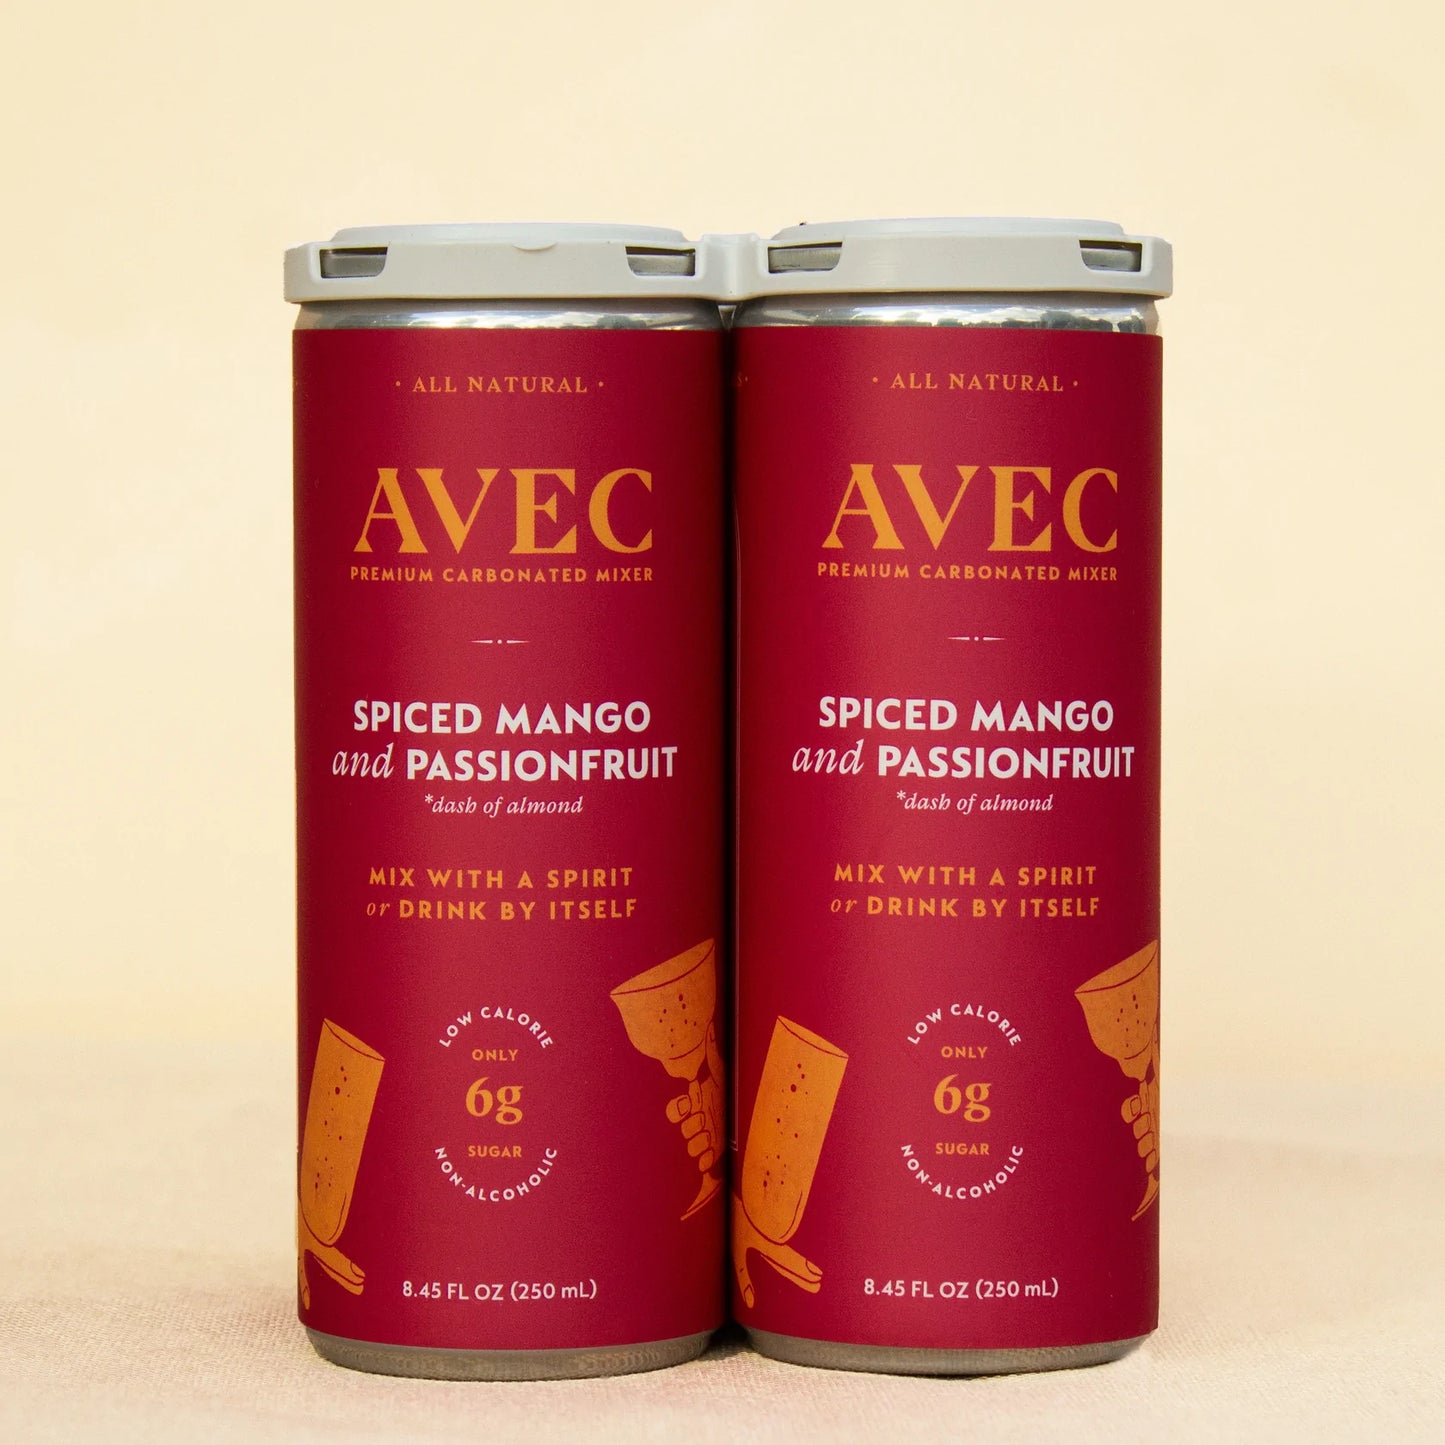 · ALL NATURAL ·
AVEC
PREMIUM CARBONATED MIXER
SPICED MANGO
and PASSIONFRUIT
*dash of almond
MIX WITH A SPIRIT
or DRINK BY ITSELF
LOW CALORIE
ONLY
6g
SUGAR
NON-ALCOHOLIC
8.45 FL OZ (250 mL)
· ALL NATURAL ·
AVEC
PREMIUM CARBONATED MIXER
SPICED MANGO
and PASSIONFRUIT
*dash of almond
MIX WITH A SPIRIT
or DRINK BY ITSELF
LOW CALORIE
ONLY
6g
SUGAR
NON-ALCOHOLIC
8.45 FL OZ (250 mL)